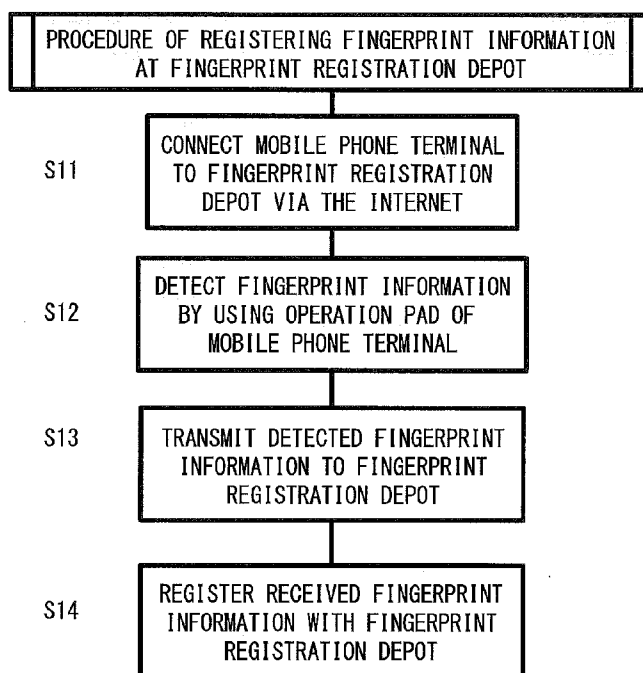 PROCEDURE OF REGISTERING FINGERPRINT INFORMATION
AT FINGERPRINT REGISTRATION DEPOT
S11
CONNECT MOBILE PHONE TERMINAL
TO FINGERPRINT REGISTRATION
DEPOT VIA THE INTERNET
S12
DETECT FINGERPRINT INFORMATION
BY USING OPERATION PAD OF
MOBILE PHONE TERMINAL
S13
TRANSMIT DETECTED FINGERPRINT
INFORMATION TO FINGERPRINT
REGISTRATION DEPOT
S14
REGISTER RECEIVED FINGERPRINT
INFORMATION WITH FINGERPRINT
REGISTRATION DEPOT